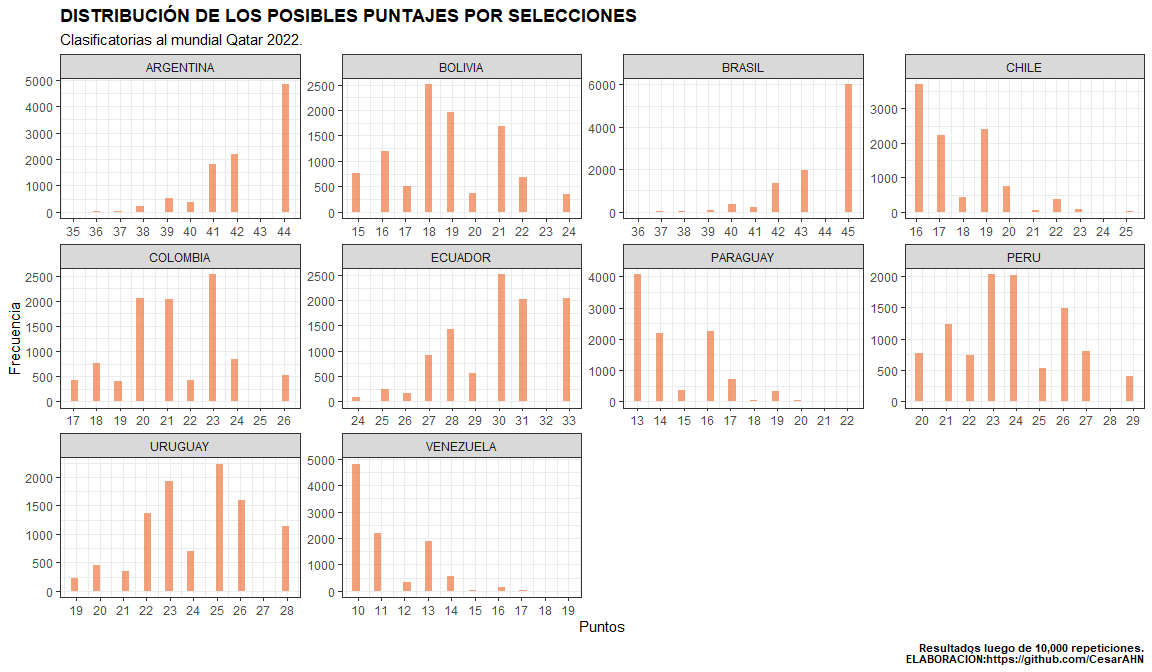 DISTRIBUCIÓN DE LOS POSIBLES PUNTAJES POR SELECCIONES
Clasificatorias al mundial Qatar 2022.
ARGENTINA
5000
4000
3000
2000
1000
0
35 36 37 38 39 40 41 42 43 44
BOLIVIA
2500
2000
1500
1000
500
0
15 16 17 18 19 20 21 22 23 24
BRASIL
6000
4000
2000
0
36 37 38 39 40 41 42 43 44 45
CHILE
3000
2000
1000
0
16 17 18 19 20 21 22 23 24 25
Frecuencia
COLOMBIA
2500
2000
1500
1000
500
0
17 18 19 20 21 22 23 24 25 26
ECUADOR
2500
2000
1500
1000
500
0
24 25 26 27 28 29 30 31 32 33
PARAGUAY
4000
3000
2000
1000
0
13 14 15 16 17 18 19 20 21 22
PERU
2000
1500
1000
500
0
20 21 22 23 24 25 26 27 28 29
URUGUAY
2000
1500
1000
500
0
19 20 21 22 23 24 25 26 27 28
VENEZUELA
5000
4000
3000
2000
1000
0
10 11 12 13 14 15 16 17 18 19
Puntos
Resultados luego de 10,000 repeticiones.
ELABORACIÓN:https://github.com/CesarAHN